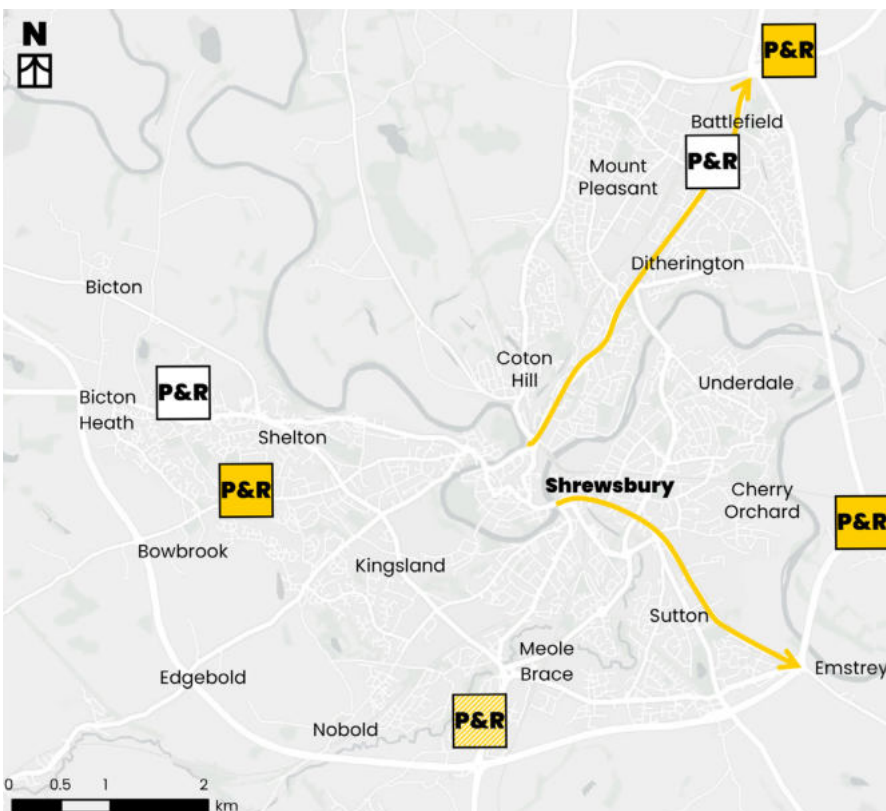 N
P&R
Battlefield
P&R
Mount
Pleasant
Ditherington
Bicton
Coton
Hill
Underdale
P&R
Bicton
Heath
Shelton
P&R
Shrewsbury
Cherry
Orchard
P&R
Bowbrook
Kingsland
Sutton
Meole
Brace
Emstrey
Edgebold
P&R
Nobold
0 0.5 1 2
km